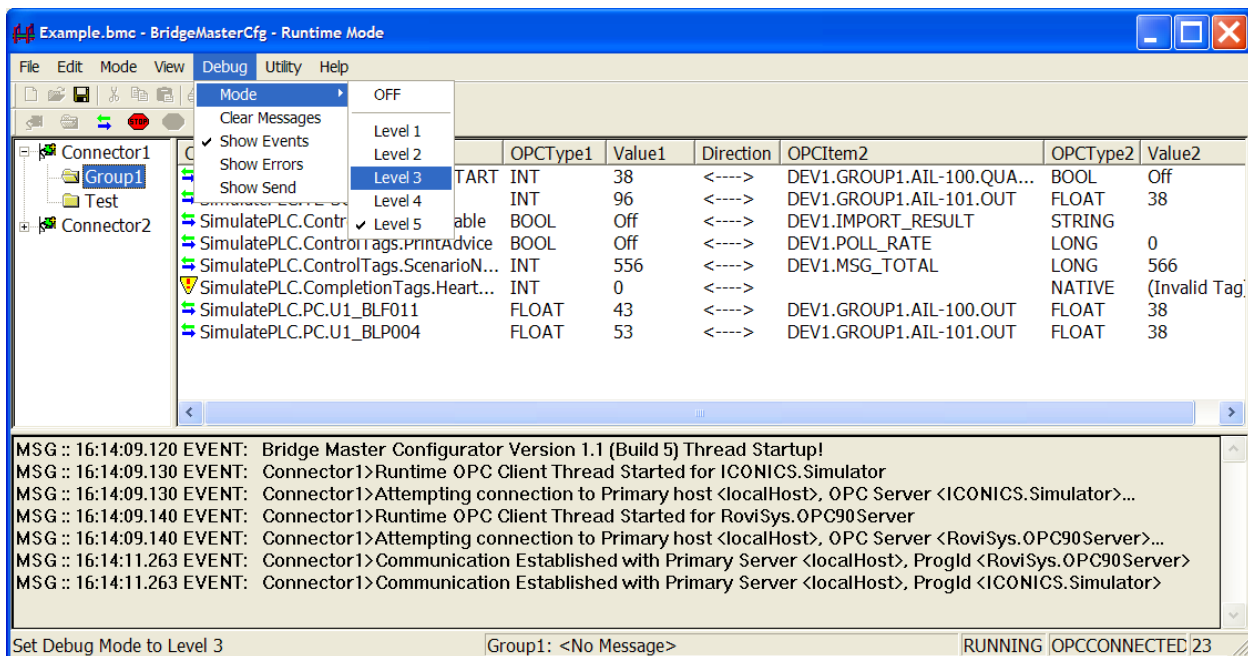 Example.bmc - BridgeMasterCfg - Runtime Mode
File Edit Mode View Debug Utility Help
Mode OFF
Clear Messages
Show Events
Show Errors
Show Send
Level 1
Level 2
Level 3
Level 4
Level 5
STOP
Connector1
Group1
Test
Connector2
OPCType1 Value1 Direction OPCItem2 OPCType2 Value2
TART INT 38 <----> DEV1.GROUP1.AIL-100.QUA... BOOL Off
INT 96 <----> DEV1.GROUP1.AIL-101.OUT FLOAT 38
SimulatePLC.Contr able BOOL Off <----> DEV1.IMPORT_RESULT STRING
SimulatePLC.ControlTags.PrintAdvice BOOL Off <----> DEV1.POLL_RATE LONG 0
SimulatePLC.ControlTags.ScenarioN... INT 556 <----> DEV1.MSG_TOTAL LONG 566
SimulatePLC.CompletionTags.Heart... INT 0 <----> NATIVE (Invalid Tag)
SimulatePLC.PC.U1_BLF011 FLOAT 43 <----> DEV1.GROUP1.AIL-100.OUT FLOAT 38
SimulatePLC.PC.U1_BLP004 FLOAT 53 <----> DEV1.GROUP1.AIL-101.OUT FLOAT 38
MSG :: 16:14:09.120 EVENT: Bridge Master Configurator Version 1.1 (Build 5) Thread Startup!
MSG :: 16:14:09.130 EVENT: Connector1>Runtime OPC Client Thread Started for ICONICS.Simulator
MSG :: 16:14:09.130 EVENT: Connector1>Attempting connection to Primary host <localHost>, OPC Server <ICONICS.Simulator>...
MSG :: 16:14:09.140 EVENT: Connector1>Runtime OPC Client Thread Started for RoviSys.OPC90Server
MSG :: 16:14:09.140 EVENT: Connector1>Attempting connection to Primary host <localHost>, OPC Server <RoviSys.OPC90Server>...
MSG :: 16:14:11.263 EVENT: Connector1>Communication Established with Primary Server <localHost>, ProgId <RoviSys.OPC90Server>
MSG :: 16:14:11.263 EVENT: Connector1>Communication Established with Primary Server <localHost>, ProgId <ICONICS.Simulator>
Set Debug Mode to Level 3 Group1: <No Message> RUNNING OPCCONNECTED 23